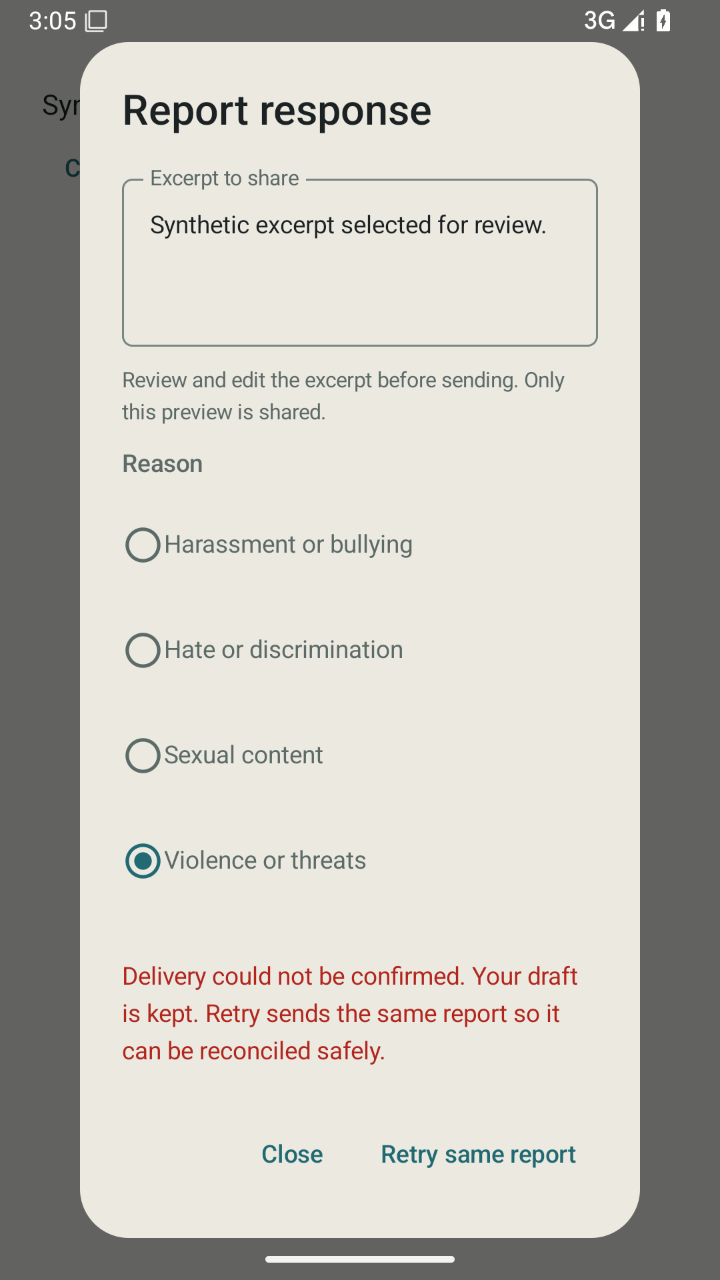 3:05
3G
Syn
C
Report response
Excerpt to share
Synthetic excerpt selected for review.
Review and edit the excerpt before sending. Only
this preview is shared.
Reason
Harassment or bullying
Hate or discrimination
Sexual content
Violence or threats
Delivery could not be confirmed. Your draft
is kept. Retry sends the same report so it
can be reconciled safely.
Close
Retry same report